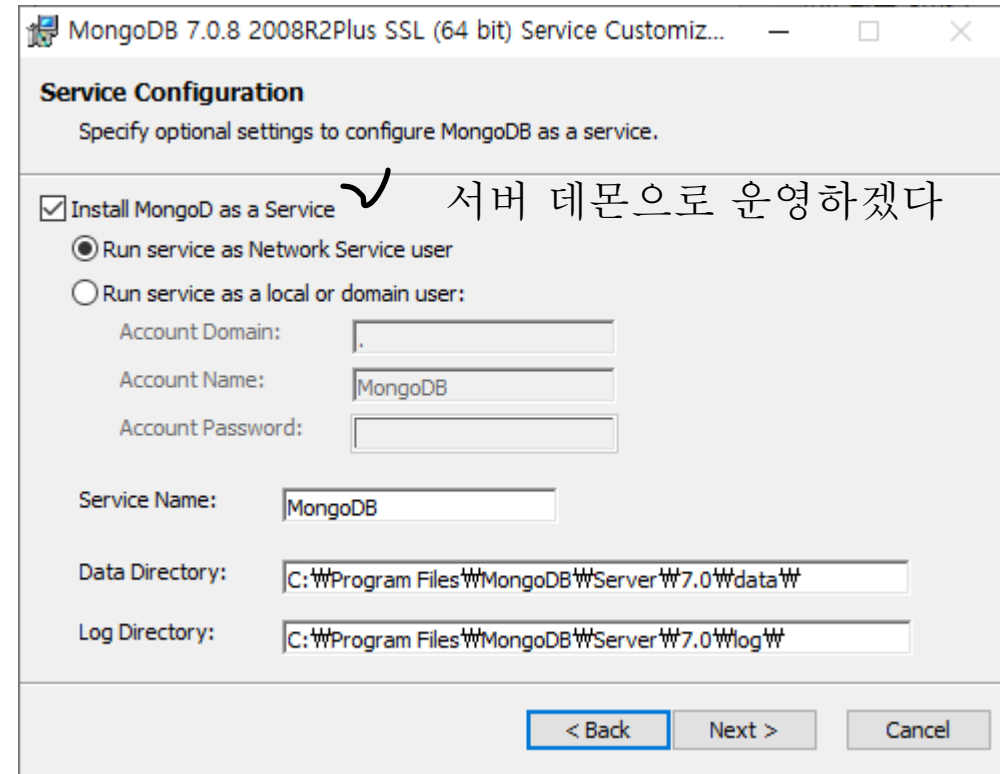 MongoDB 7.0.8 2008R2Plus SSL (64 bit) Service Customiz...
Service Configuration
Specify optional settings to configure MongoDB as a service.
Install MongoD as a Service 서버 데몬으로 운영하겠다
Run service as Network Service user
Run service as a local or domain user:
Account Domain: .
Account Name: MongoDB
Account Password:
Service Name: MongoDB
Data Directory: C:₩Program Files₩MongoDB₩Server₩7.0₩data₩
Log Directory: C:₩Program Files₩MongoDB₩Server₩7.0₩log₩
< Back Next > Cancel